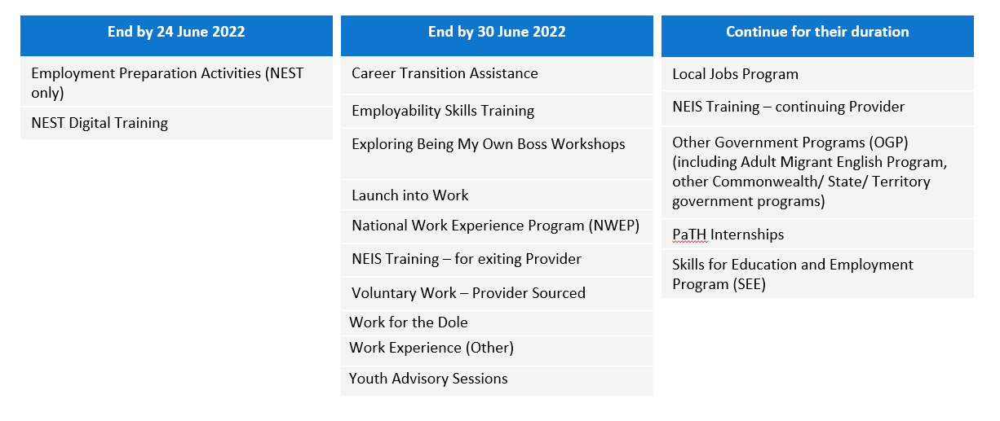 End by 24 June 2022
Employment Preparation Activities (NEST
only)
NEST Digital Training
End by 30 June 2022
Career Transition Assistance
Employability Skills Training
Exploring Being My Own Boss Workshops
Launch into Work
National Work Experience Program (NWEP)
NEIS Training – for exiting Provider
Voluntary Work – Provider Sourced
Work for the Dole
Work Experience (Other)
Youth Advisory Sessions
Continue for their duration
Local Jobs Program
NEIS Training – continuing Provider
Other Government Programs (OGP)
(including Adult Migrant English Program,
other Commonwealth/ State/ Territory
government programs)
PaTH Internships
Skills for Education and Employment
Program (SEE)